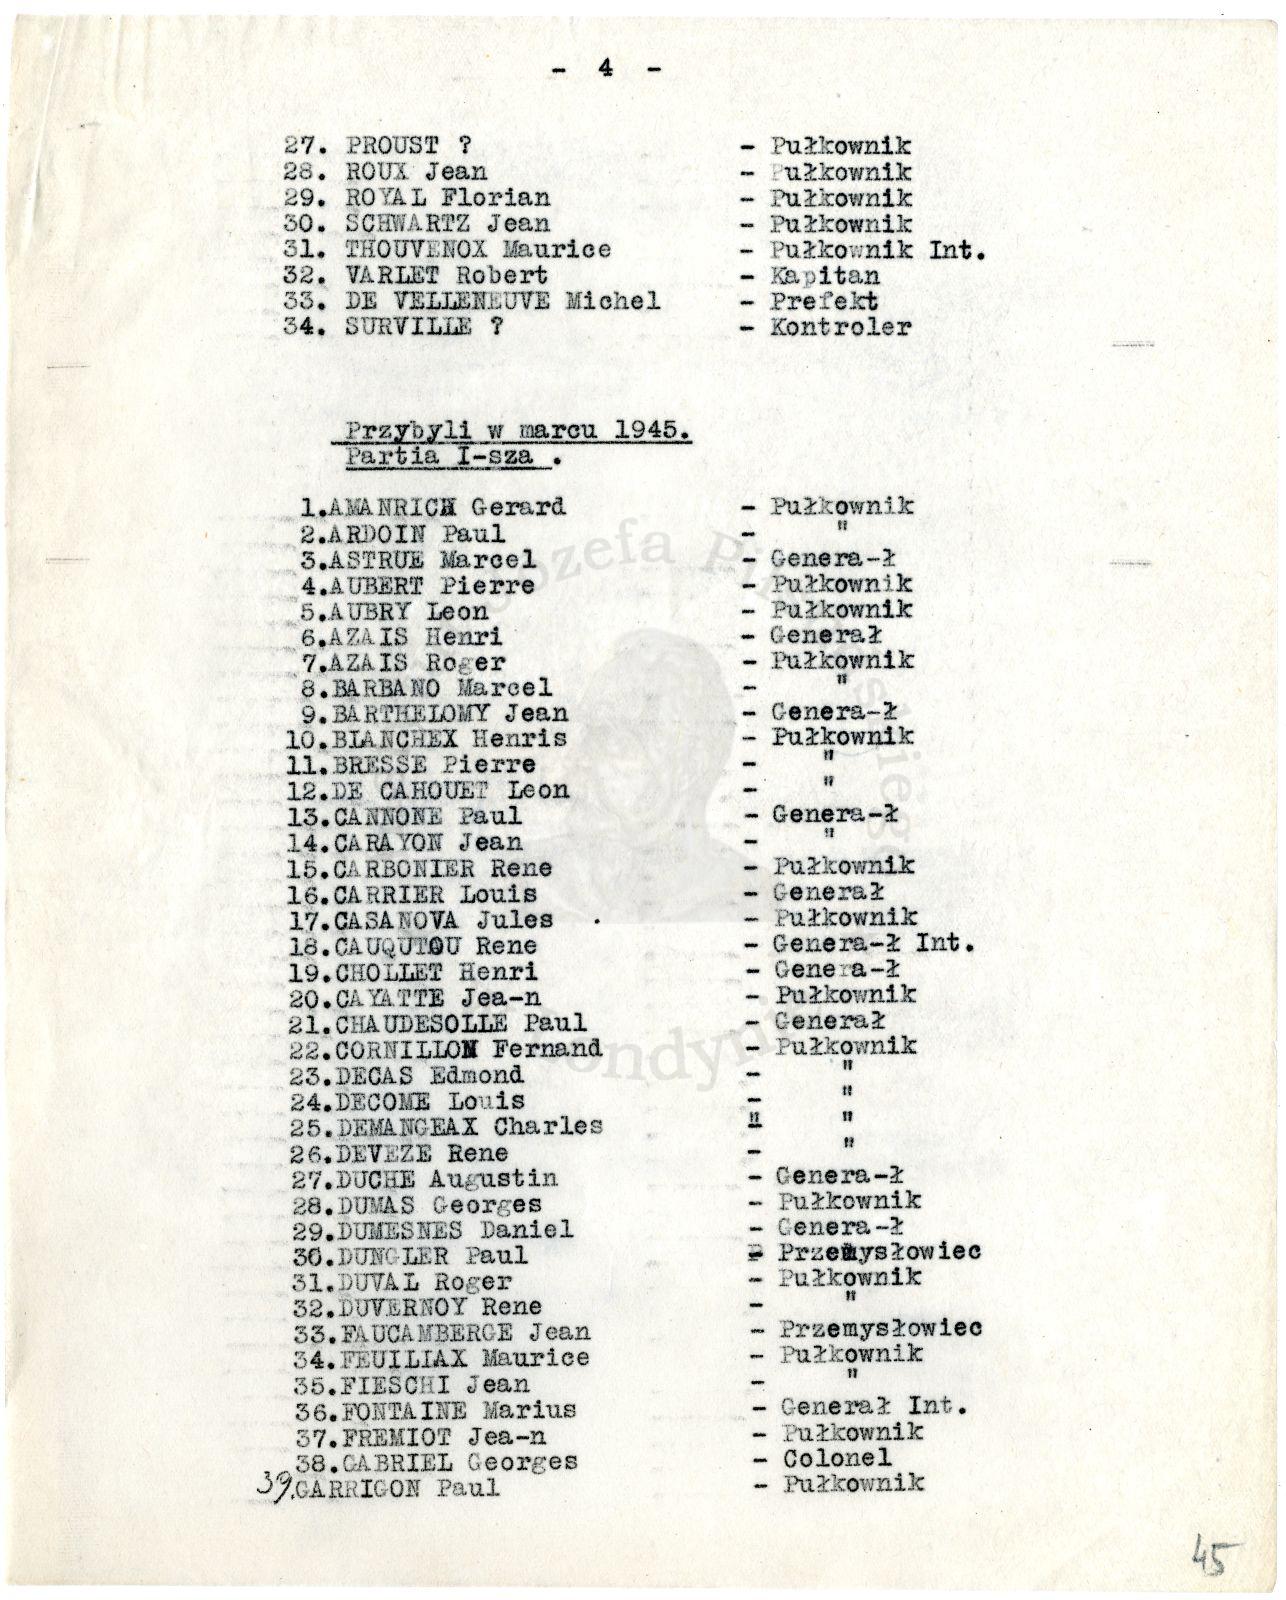 - 4 -
27. PROUST ? - Pułkownik
28. ROUX Jean - Pułkownik
29. ROYAL Florian - Pułkownik
30. SCHWARTZ Jean - Pułkownik
31. THOUVENOX Maurice - Pułkownik Int.
32. VARLET Robert - Kapitan
33. DE VELLENEUVE Michel - Prefekt
34. SURVILLE ? - Kontroler
Przybyli w marcu 1945.
Partia I-sza .
1.AMANRICH Gerard - Pułkownik
2.ARDOIN Paul - "
3.ASTRUE Marcel - Genera-ł
4.AUBERT Pierre - Pułkownik
5.AUBRY Leon - Pułkownik
6.AZAIS Henri - Generał
7.AZAIS Roger - Pułkownik
8.BARBANO Marcel - "
9.BARTHELOMY Jean - Genera-ł
10.BIANCHEX Henris - Pułkownik
11.BRESSE Pierre - "
12.DE CAHOUET Leon - "
13.CANNONE Paul - Genera-ł
14.CARAYON Jean - "
15.CARBONIER Rene - Pułkownik
16.CARRIER Louis - Generał
17.CASANOVA Jules - Pułkownik
18.CAUQUTOU Rene - Genera-ł Int.
19.CHOLLET Henri - Genera-ł
20.CAYATTE Jea-n - Pułkownik
21.CHAUDESOLLE Paul - Generał
22.CORNILLON Fernand - Pułkownik
23.DECAS Edmond - "
24.DECOME Louis - "
25.DEMANGEAX Charles - "
26.DEVEZE Rene - "
27.DUCHE Augustin - Genera-ł
28.DUMAS Georges - Pułkownik
29.DUMESNES Daniel - Genera-ł
30.DUNGLER Paul - Przemysłowiec
31.DUVAL Roger - Pułkownik
32.DUVERNOY Rene - "
33.FAUCAMBERGE Jean - Przemysłowiec
34.FEUILIAX Maurice - Pułkownik
35.FIESCHI Jean - "
36.FONTAINE Marius - Generał Int.
37.FREMIOT Jea-n - Pułkownik
38.GABRIEL Georges - Colonel
39.GARRIGON Paul - Pułkownik
45